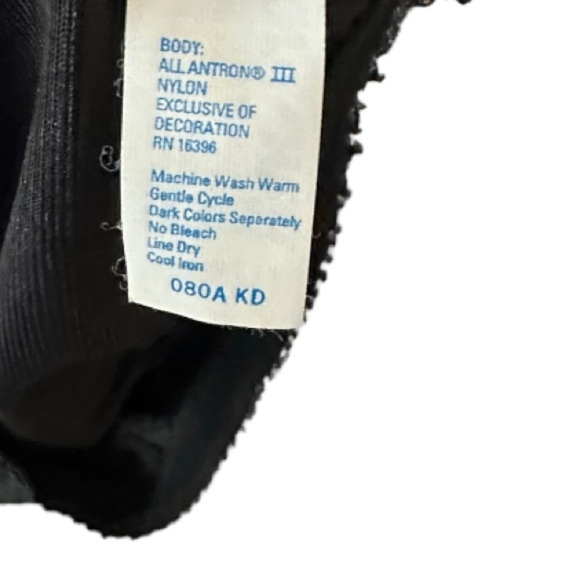 BODY:
ALL ANTRON® III
NYLON
EXCLUSIVE OF
DECORATION
RN 16396
Machine Wash Warm
Gentle Cycle
Dark Colors Seperately
No Bleach
Line Dry
Cool Iron
080A KD